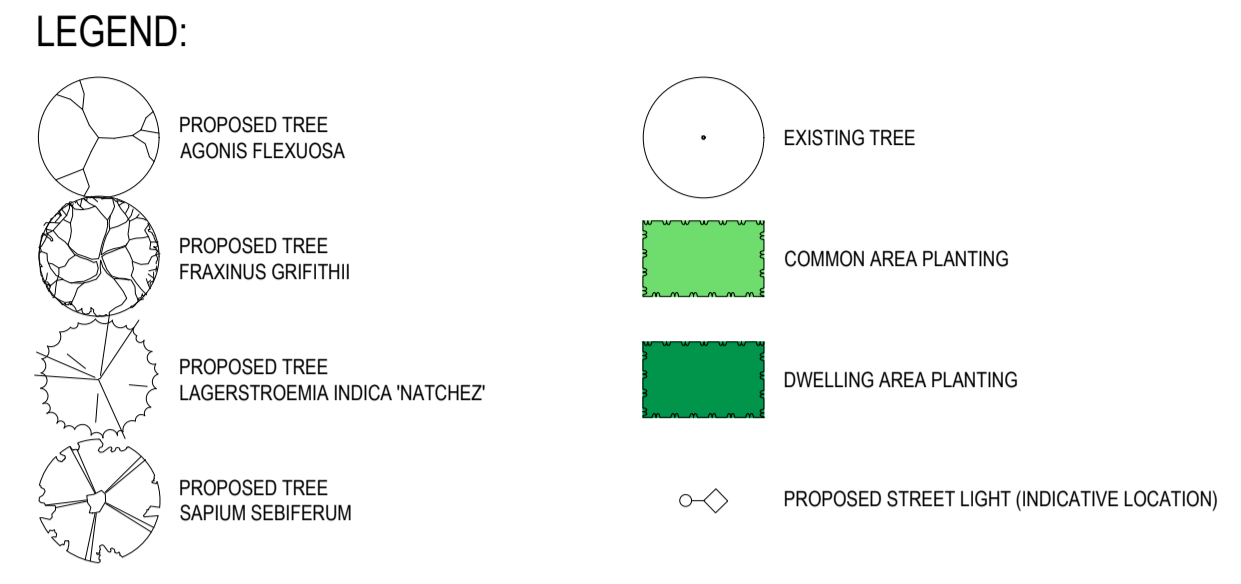 LEGEND:
PROPOSED TREE
AGONIS FLEXUOSA
PROPOSED TREE
FRAXINUS GRIFITHII
PROPOSED TREE
LAGERSTROEMIA INDICA 'NATCHEZ'
PROPOSED TREE
SAPIUM SEBIFERUM
EXISTING TREE
COMMON AREA PLANTING
DWELLING AREA PLANTING
PROPOSED STREET LIGHT (INDICATIVE LOCATION)